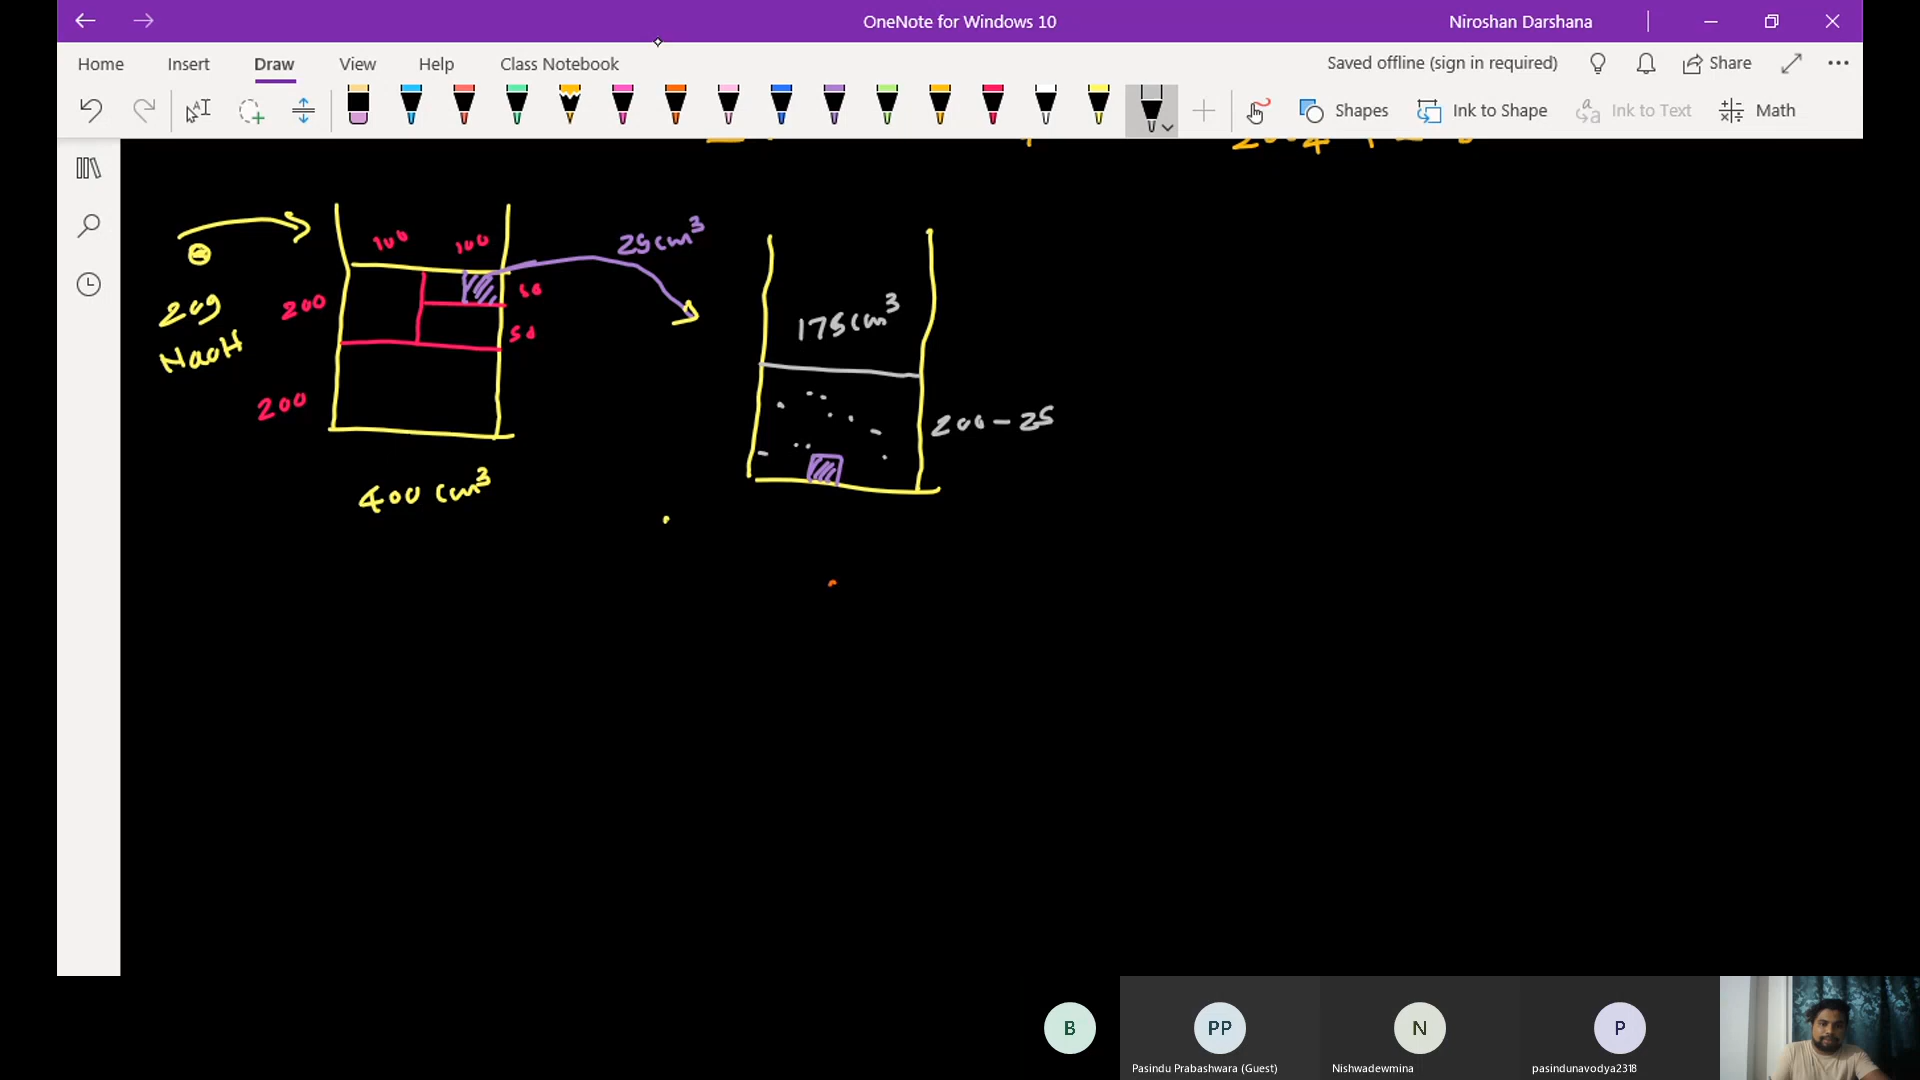 OneNote for Windows 10
Niroshan Darshana
Home Insert Draw View Help Class Notebook
Saved offline (sign in required)
Share
Shapes
Ink to Shape
Ink to Text
Math
100 100
25cm³
20g
NaOH
200
50
50
200
400 cm³
175cm³
200-25
B
PP
N
P
Pasindu Prabashwara (Guest)
Nishwadewmina
pasindunavodya2318